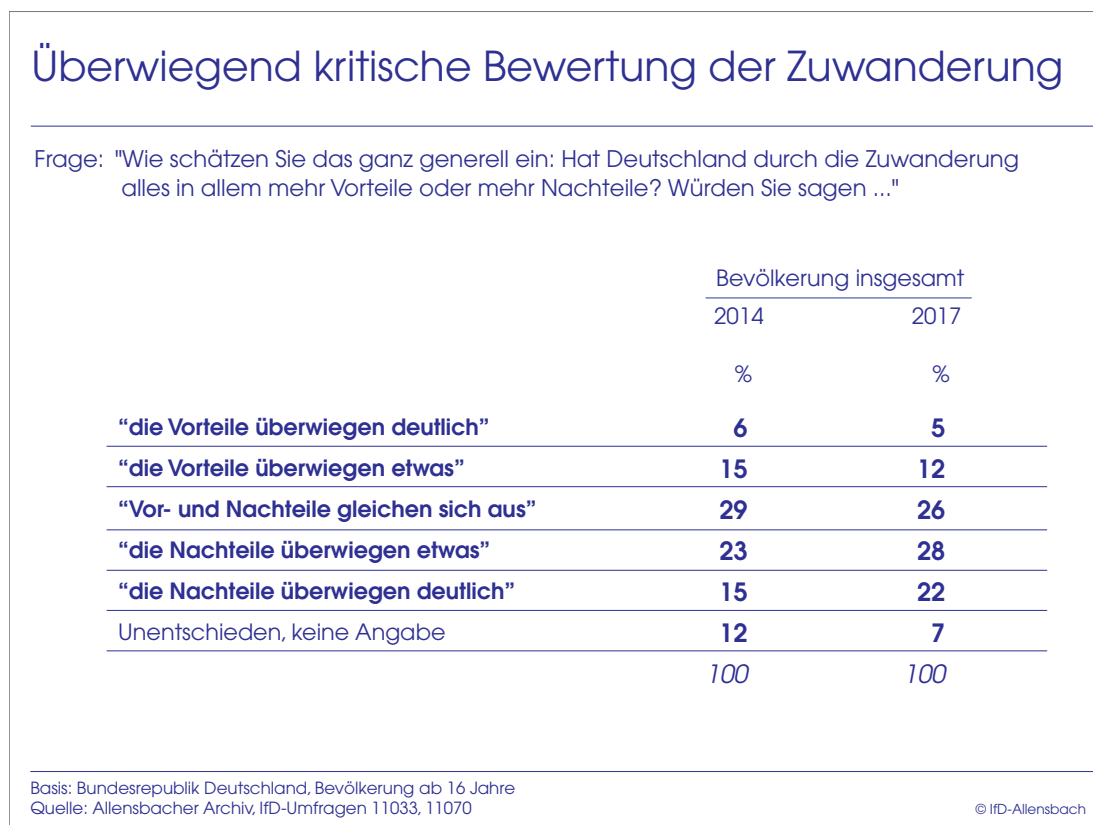 Überwiegend kritische Bewertung der Zuwanderung
Frage: "Wie schätzen Sie das ganz generell ein: Hat Deutschland durch die Zuwanderung
alles in allem mehr Vorteile oder mehr Nachteile? Würden Sie sagen ..."
Bevölkerung insgesamt
2014 2017
% %
“die Vorteile überwiegen deutlich” 6 5
“die Vorteile überwiegen etwas” 15 12
“Vor- und Nachteile gleichen sich aus” 29 26
“die Nachteile überwiegen etwas” 23 28
“die Nachteile überwiegen deutlich” 15 22
Unentschieden, keine Angabe 12 7
100 100
Basis: Bundesrepublik Deutschland, Bevölkerung ab 16 Jahre
Quelle: Allensbacher Archiv, IfD-Umfragen 11033, 11070
© IfD-Allensbach